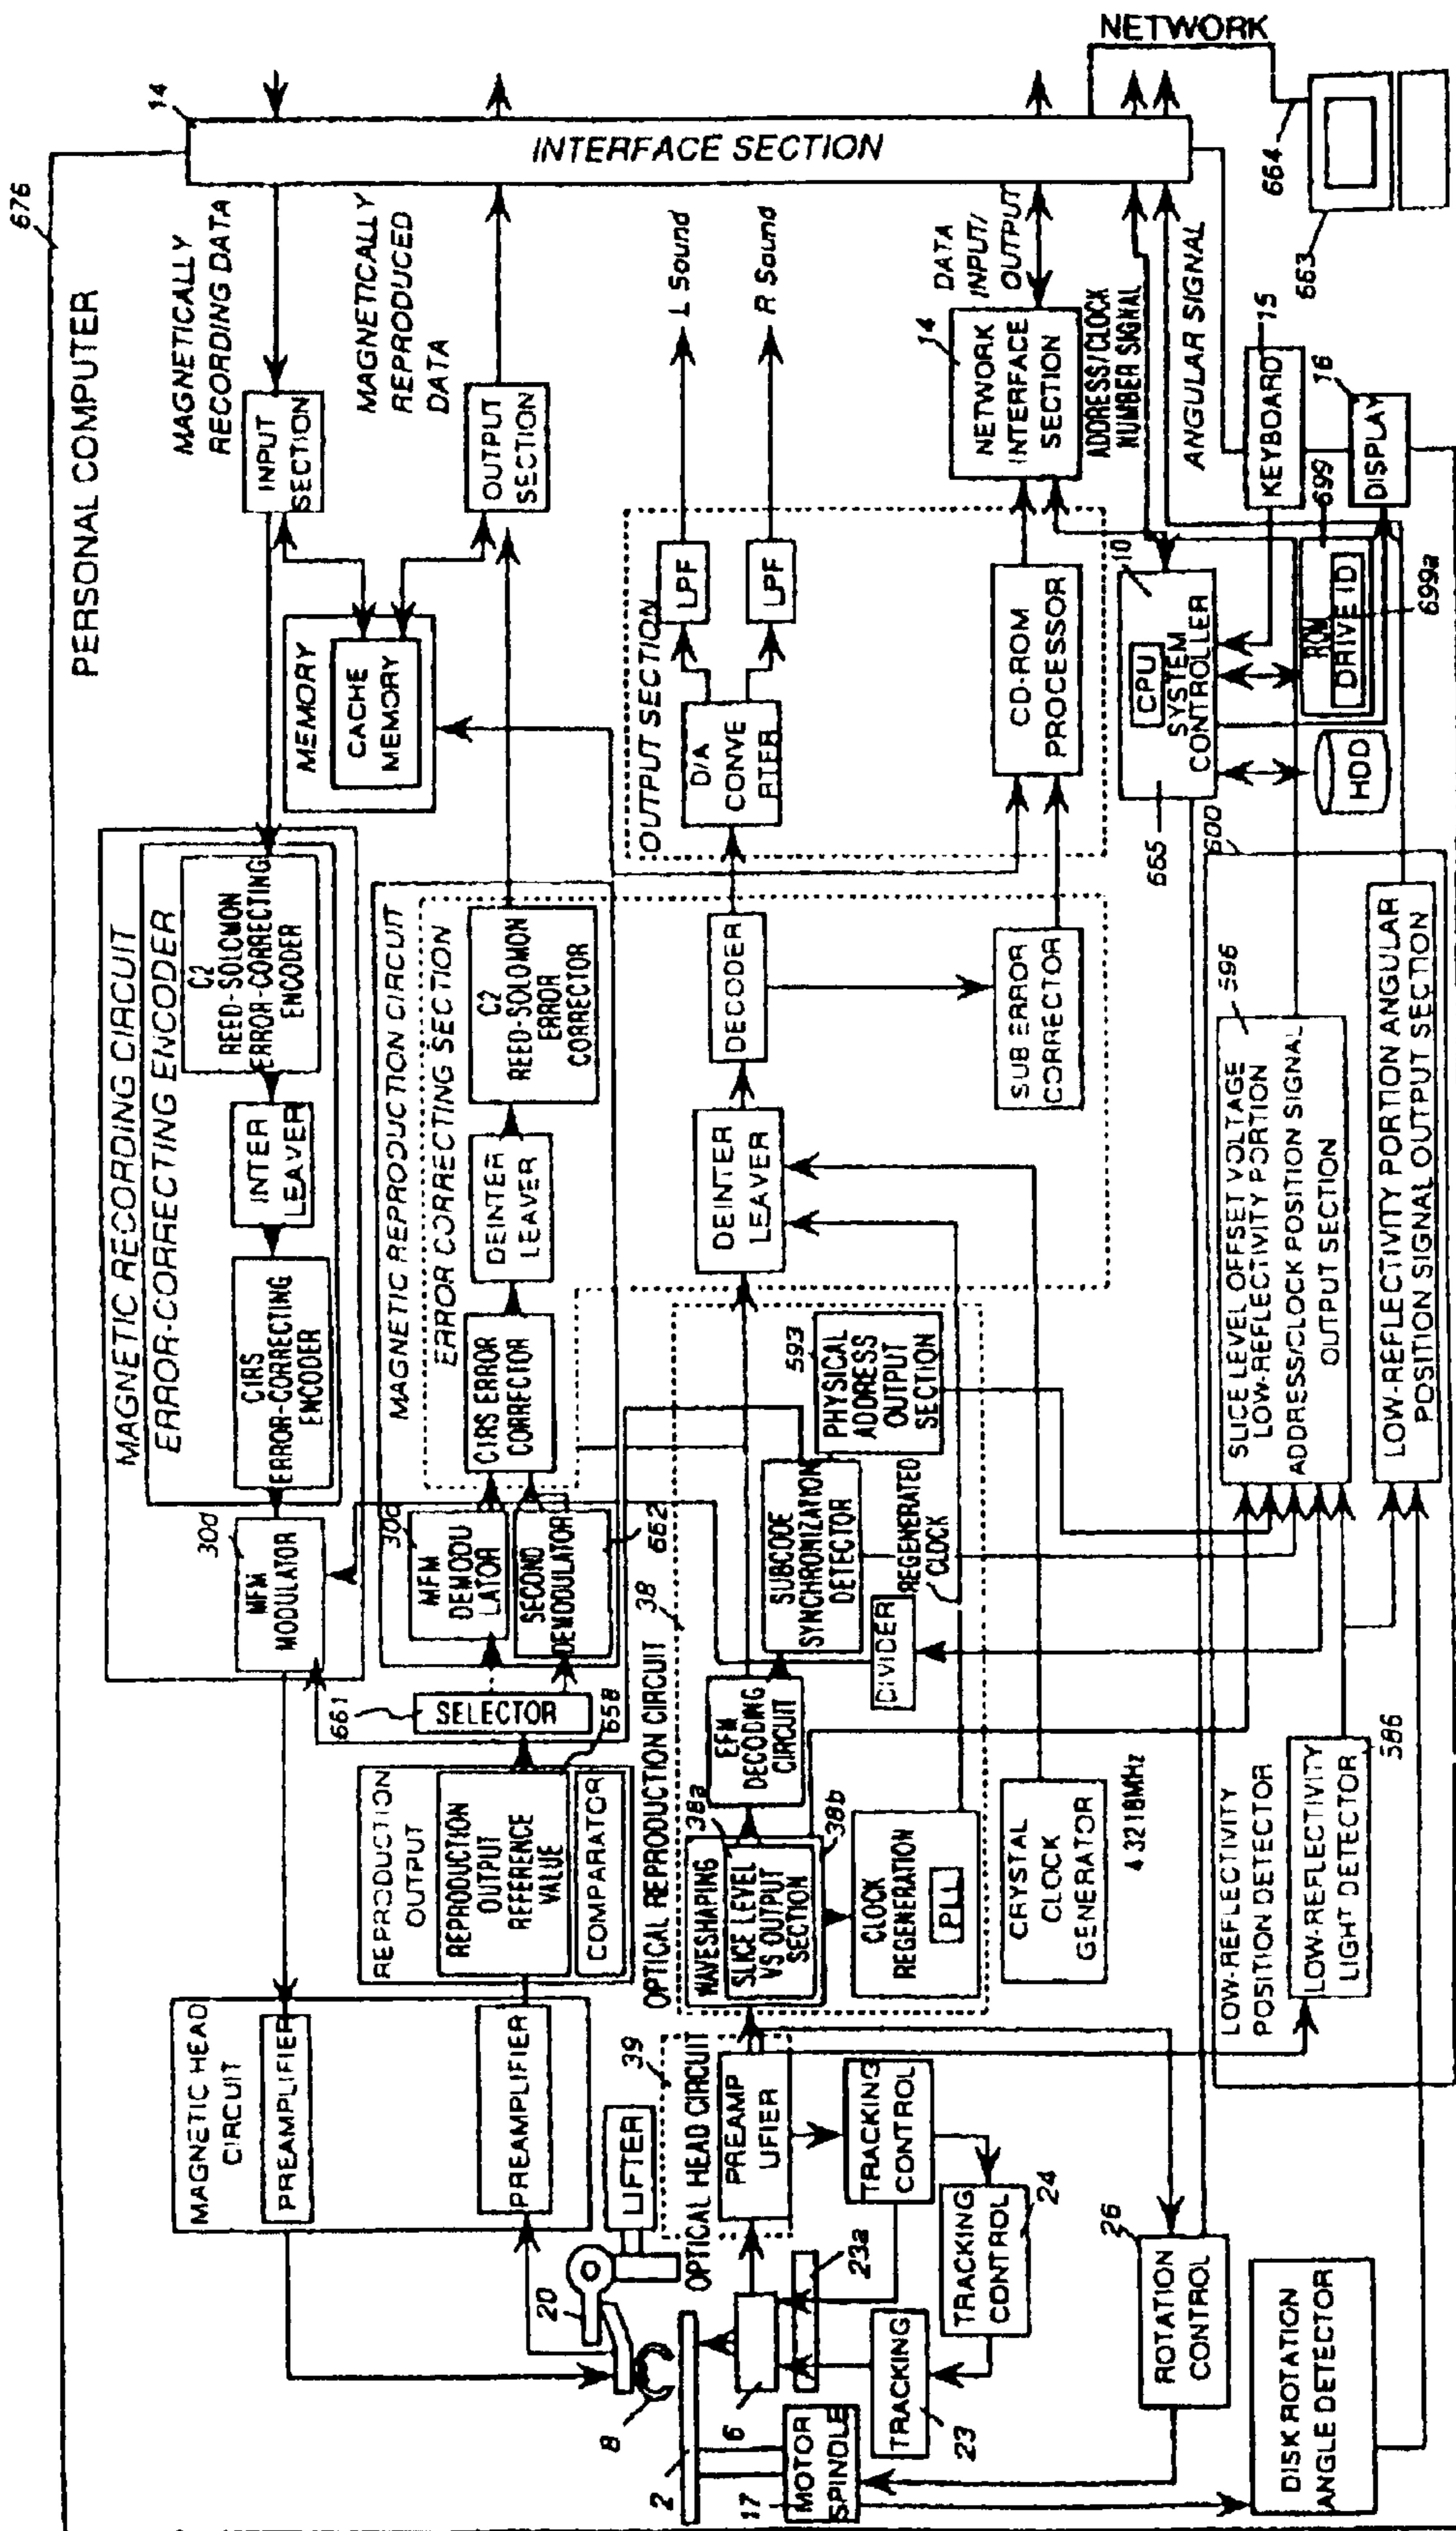 676
PERSONAL COMPUTER
14
INTERFACE SECTION
NETWORK
664
663
MAGNETICALLY
RECORDING DATA
MAGNETICALLY
REPRODUCED
DATA
INPUT
SECTION
OUTPUT
SECTION
L Sound
R Sound
DATA
INPUT/
OUTPUT
14
NETWORK
INTERFACE
SECTION
ADDRESS/CLOCK
NUMBER SIGNAL
ANGULAR SIGNAL
KEYBOARD
15
DISPLAY
16
MEMORY
CACHE
MEMORY
OUTPUT SECTION
LPF
LPF
D/A
CONVE
RTER
CD-ROM
PROCESSOR
10
CPU
SYSTEM
CONTROLLER
665
ROM
DRIVE ID
699
699a
HDD
600
MAGNETIC RECORDING CIRCUIT
ERROR-CORRECTING ENCODER
C2
REED-SOLOMON
ERROR-CORRECTING
ENCODER
INTER
LEAVER
CIRS
ERROR-CORRECTING
ENCODER
30d
MFM
MODULATOR
MAGNETIC REPRODUCTION CIRCUIT
ERROR CORRECTING SECTION
C2
REED-SOLOMON
ERROR
CORRECTOR
DEINTER
LEAVER
CIRS ERROR
CORRECTOR
30d
MFM
DEMODU
LATOR
SECOND
DEMODULATOR
662
661
SELECTOR
658
DECODER
SUB ERROR
CORRECTOR
DEINTER
LEAVER
593
PHYSICAL
ADDRESS
OUTPUT
SECTION
SUBCODE
SYNCHRONIZATION
DETECTOR
REGENERATED
CLOCK
DIVIDER
38
OPTICAL REPRODUCTION CIRCUIT
EFM
DECODING
CIRCUIT
38a
38b
WAVESHAPING
SLICE LEVEL
VS OUTPUT
SECTION
CLOCK
REGENERATION
PLL
CRYSTAL
CLOCK
GENERATOR
4 3218MHz
596
SLICE LEVEL OFFSET VOLTAGE
LOW-REFLECTIVITY PORTION
ADDRESS/CLOCK POSITION SIGNAL
OUTPUT SECTION
LOW-REFLECTIVITY PORTION ANGULAR
POSITION SIGNAL OUTPUT SECTION
LOW-REFLECTIVITY
POSITION DETECTOR
LOW-REFLECTIVITY
LIGHT DETECTOR
586
REPRODUCTION
OUTPUT
REPRODUCTION
OUTPUT
REFERENCE
VALUE
COMPARATOR
MAGNETIC HEAD
CIRCUIT
PREAMPLIFIER
PREAMPLIFIER
LIFTER
20
8
2
6
39
OPTICAL HEAD CIRCUIT
PREAMP
LIFIER
TRACKING
CONTROL
TRACKING
CONTROL
24
23a
TRACKING
23
17
MOTOR
SPINDLE
26
ROTATION
CONTROL
DISK ROTATION
ANGLE DETECTOR